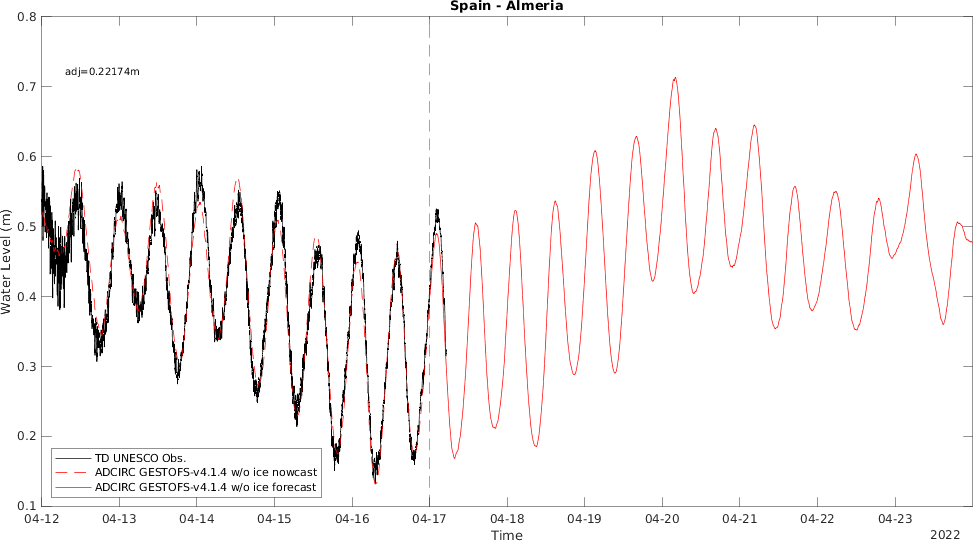 Spain - Almeria
adj=0.22174m
Water Level (m)
0.8
0.7
0.6
0.5
0.4
0.3
0.2
0.1
TD UNESCO Obs.
ADCIRC GESTOFS-v4.1.4 w/o ice nowcast
ADCIRC GESTOFS-v4.1.4 w/o ice forecast
04-12 04-13 04-14 04-15 04-16 04-17 04-18 04-19 04-20 04-21 04-22 04-23
Time
2022